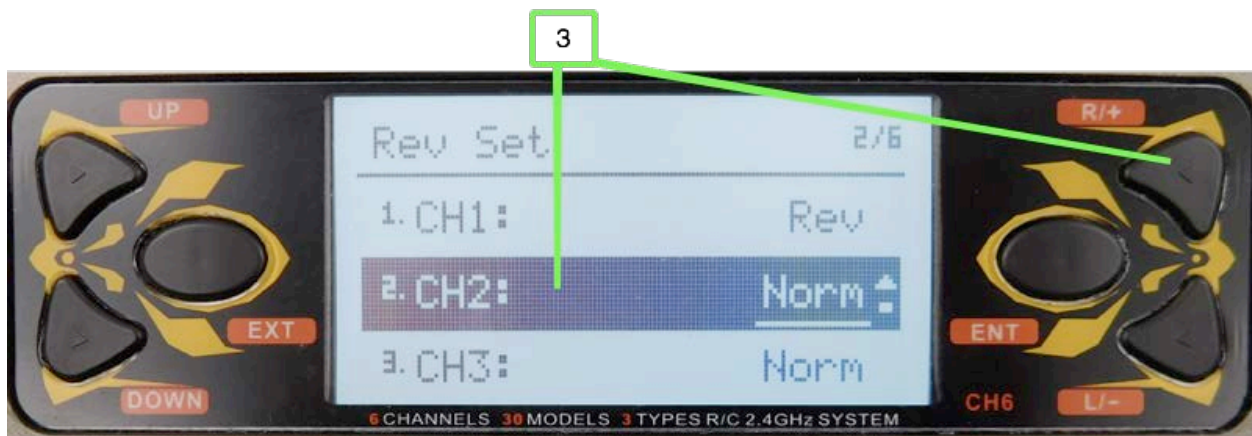 3
UP
R/+
Rev Set 2/6
1. CH1: Rev
2. CH2: Norm
3. CH3: Norm
EXT
ENT
DOWN
CH6
L/-
6 CHANNELS 30 MODELS 3 TYPES R/C 2.4GHz SYSTEM